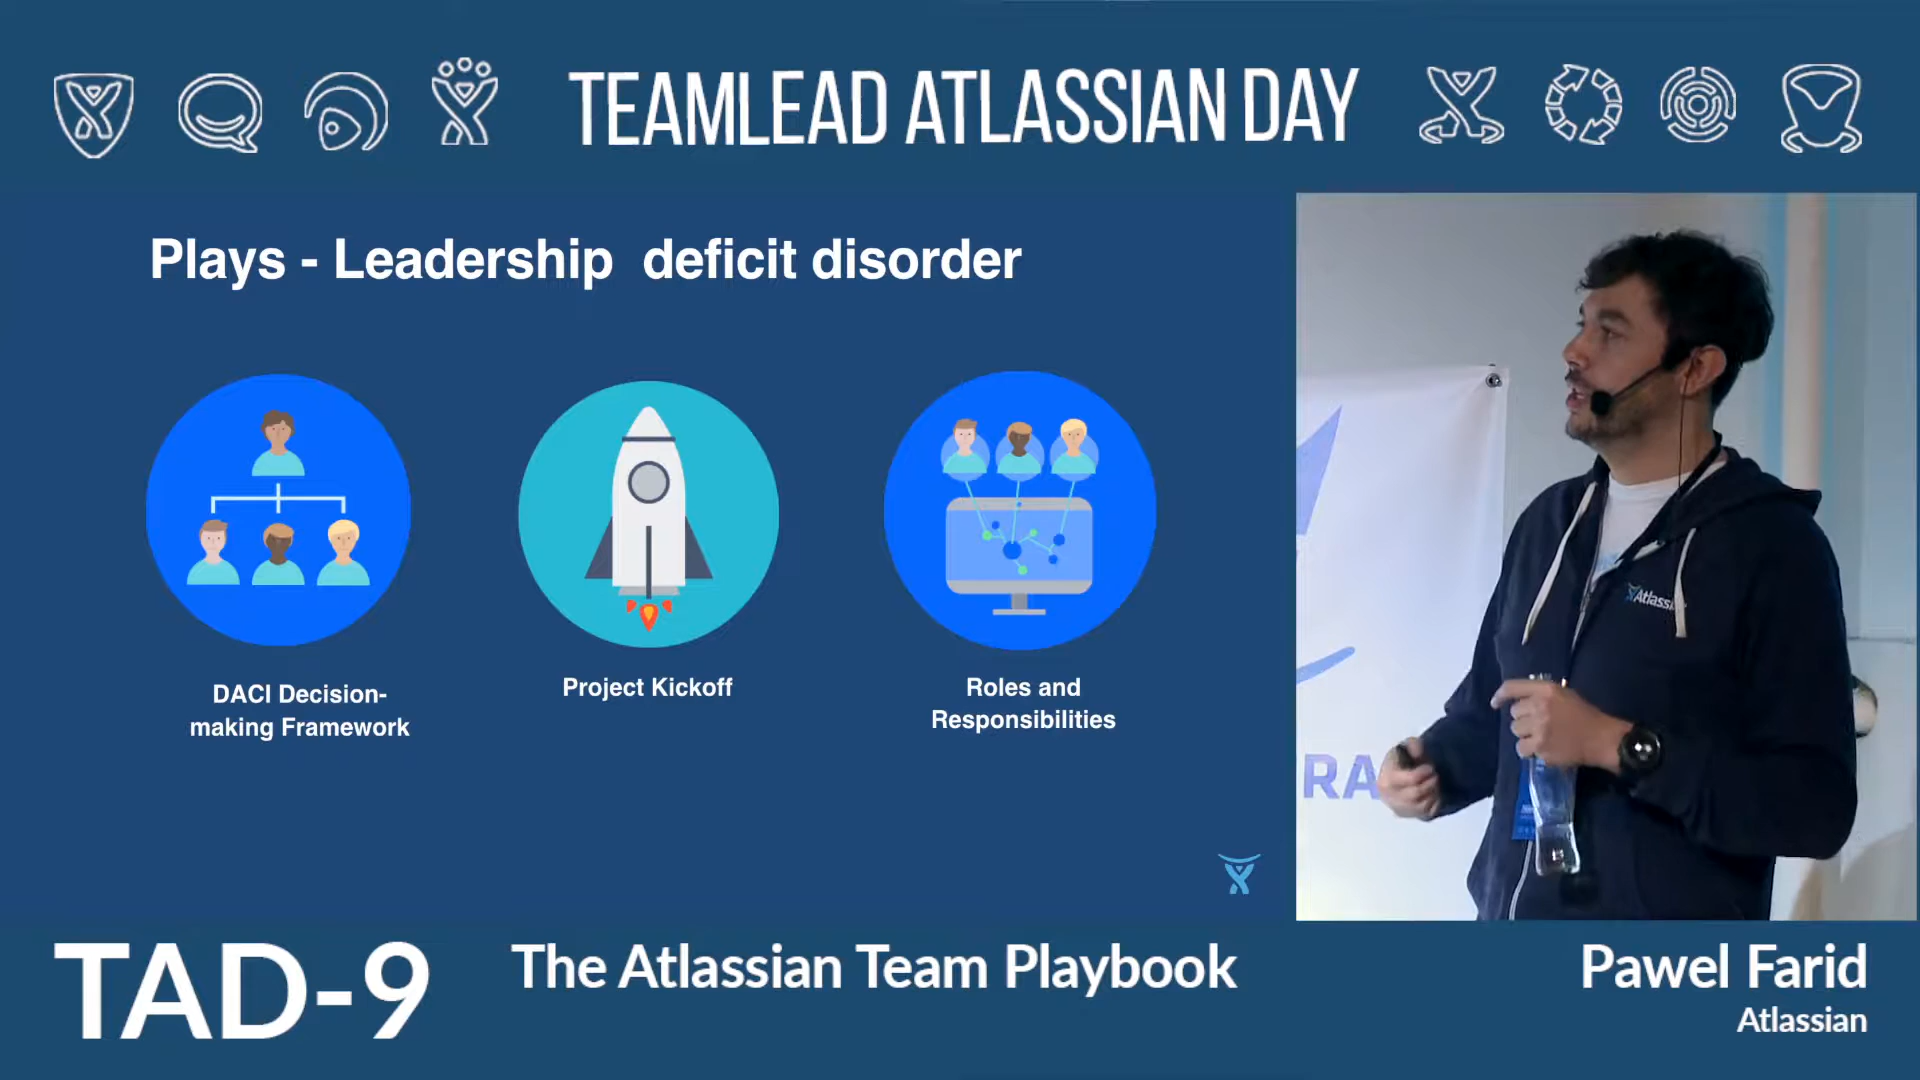 TEAMLEAD ATLASSIAN DAY
Plays - Leadership  deficit disorder
DACI Decision-
making Framework
Project Kickoff
Roles and
Responsibilities
TAD-9
The Atlassian Team Playbook
Pawel Farid
Atlassian